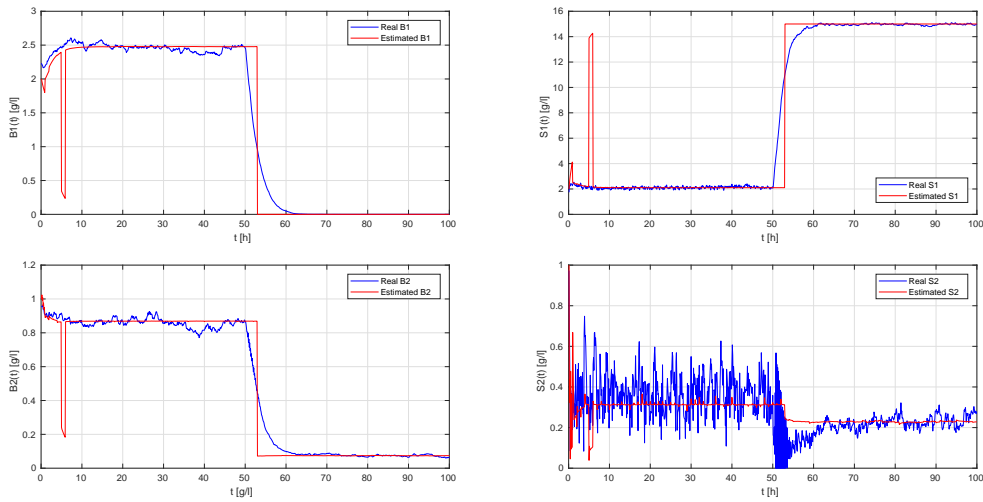 3
2.5
2
1.5
1
0.5
0
B1(t) [g/l]
0 10 20 30 40 50 60 70 80 90 100
t [h]
Real B1
Estimated B1
16
14
12
10
8
6
4
2
0
S1(t) [g/l]
0 10 20 30 40 50 60 70 80 90 100
t [h]
Real S1
Estimated S1
1.2
1
0.8
0.6
0.4
0.2
0
B2(t) [g/l]
0 10 20 30 40 50 60 70 80 90 100
t [g/l]
Real B2
Estimated B2
1
0.8
0.6
0.4
0.2
0
S2(t) [g/l]
0 10 20 30 40 50 60 70 80 90 100
t [h]
Real S2
Estimated S2